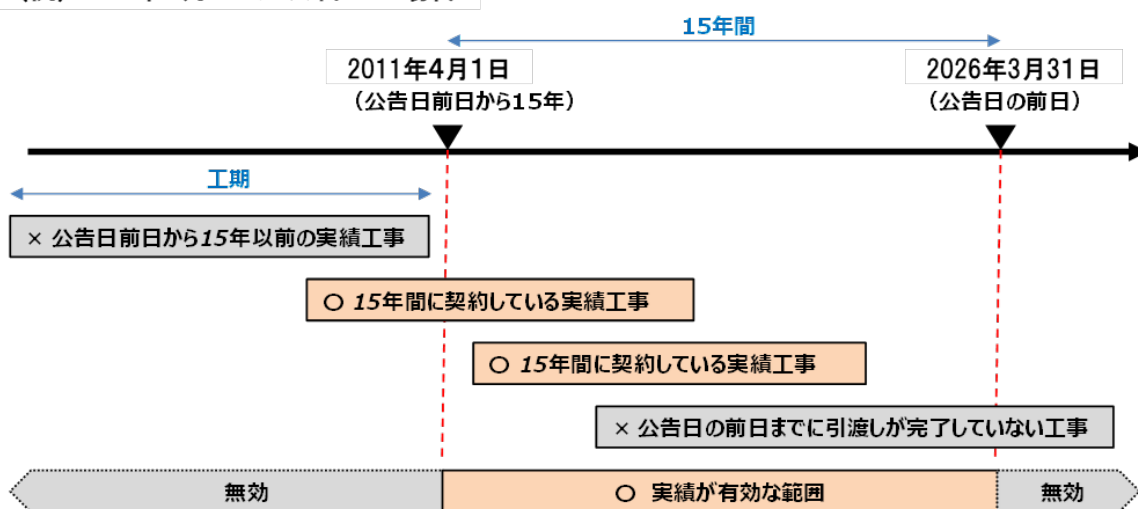 15年間
2011年4月1日
（公告日前日から15年）
2026年3月31日
（公告日の前日）
工期
× 公告日前日から15年以前の実績工事
〇 15年間に契約している実績工事
〇 15年間に契約している実績工事
× 公告日の前日までに引渡しが完了していない工事
無効
〇 実績が有効な範囲
無効